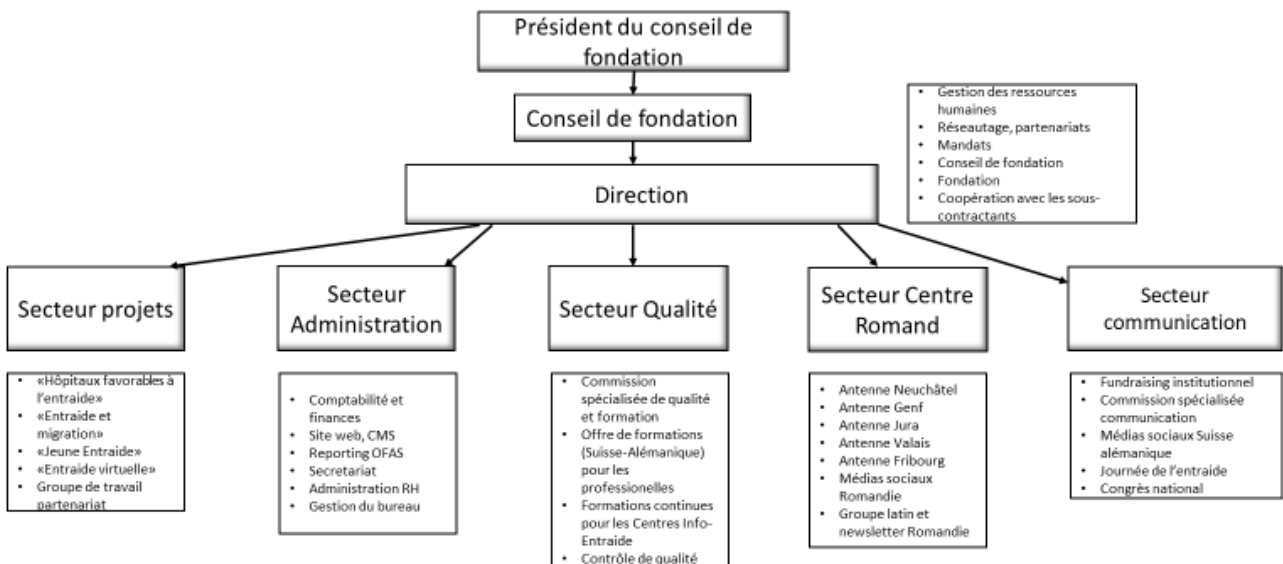 Président du conseil de
fondation
Conseil de fondation
• Gestion des ressources
humaines
• Réseautage, partenariats
• Mandats
• Conseil de fondation
• Fondation
• Coopération avec les sous-
contractants
Direction
Secteur projets
Secteur
Administration
Secteur Qualité
Secteur Centre
Romand
Secteur
communication
• «Hôpitaux favorables à
l'entraide»
• «Entraide et
migration»
• «Jeune Entraide»
• «Entraide virtuelle»
• Groupe de travail
partenariat
• Comptabilité et
finances
• Site web, CMS
• Reporting OFAS
• Secretariat
• Administration RH
• Gestion du bureau
• Commission
spécialisée de qualité
et formation
• Offre de formations
(Suisse-Alémanique)
pour les
professionelles
• Formations continues
pour les Centres Info-
Entraide
• Contrôle de qualité
• Antenne Neuchâtel
• Antenne Genf
• Antenne Jura
• Antenne Valais
• Antenne Fribourg
• Médias sociaux
Romandie
• Groupe latin et
newsletter Romandie
• Fundraising institutionnel
• Commission spécialisée
communication
• Médias sociaux Suisse
alémanique
• Journée de l'entraide
• Congrès national